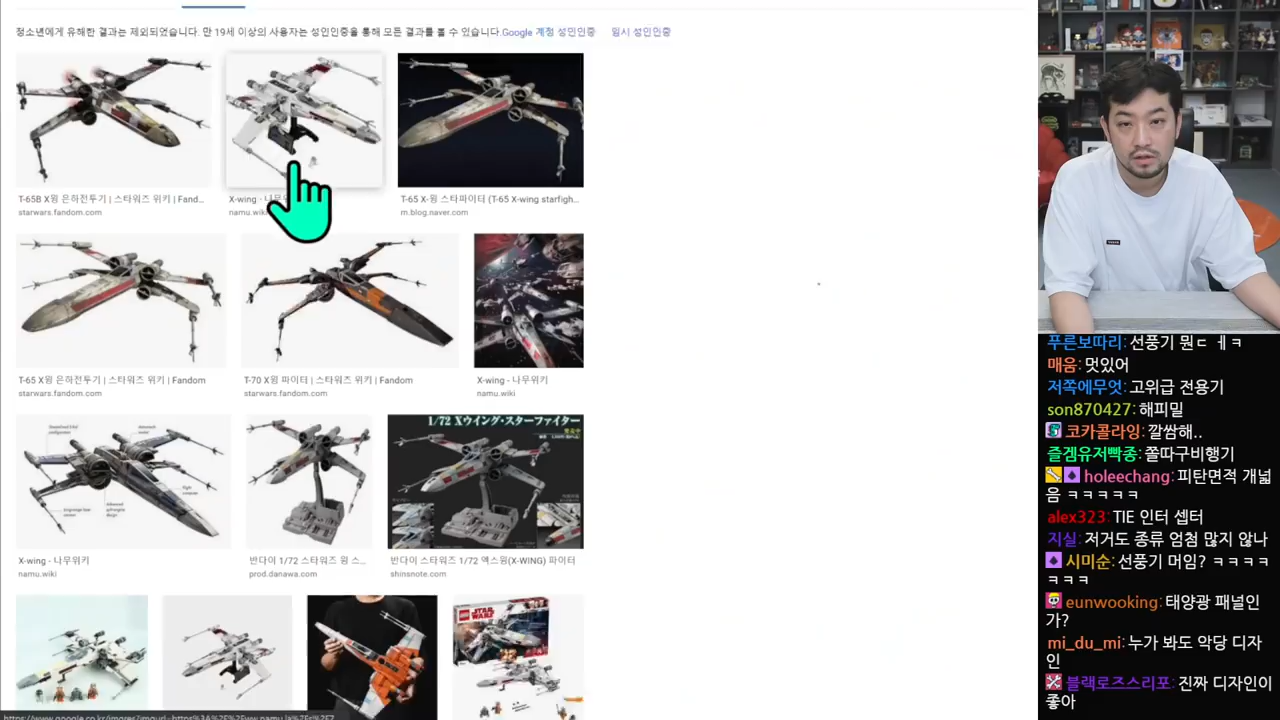 청소년에게 유해한 결과는 제외되었습니다. 만 19세 이상의 사용자는 성인인증을 통해 모든 결과를 볼 수 있습니다.Google 계정 성인인증 임시 성인인증
T-65B X윙 은하전투기 | 스타워즈 위키 | Fand...
starwars.fandom.com
X-wing - 나무
namu.wik
T-65 X-윙 스타파이터 (T-65 X-wing starfigh...
m.blog.naver.com
T-65 X윙 은하전투기 | 스타워즈 위키 | Fandom
starwars.fandom.com
T-70 X윙 파이터 | 스타워즈 위키 | Fandom
starwars.fandom.com
X-wing - 나무위키
namu.wiki
1/72 Xウイング・スターファイター
X-wing - 나무위키
namu.wiki
반다이 1/72 스타워즈 윙 스...
prod.danawa.com
반다이 스타워즈 1/72 엑스윙(X-WING) 파이터
shinsnote.com
STAR WARS
푸른보따리: 선풍기 뭔ㄷ ㅔㅋ
매움: 멋있어
저쪽에무엇: 고위급 전용기
son870427: 해피밀
코카콜라잉: 깔쌈해..
즐겜유저빡종: 쫄따구비행기
holeechang: 피탄면적 개넓
음 ㅋㅋㅋㅋㅋ
alex323: TIE 인터 셉터
지실: 저거도 종류 엄첨 많지 않나
시미순: 선풍기 머임? ㅋㅋㅋㅋ
ㅋㅋㅋ
eunwooking: 태양광 패널인
가?
mi_du_mi: 누가 봐도 악당 디자
인
블랙로즈스리포: 진짜 디자인이
좋아